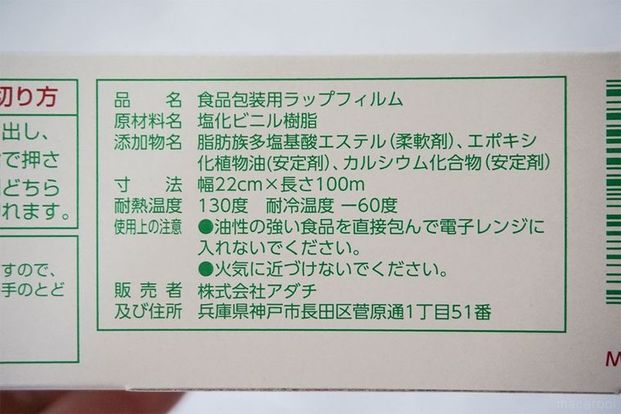 切り方
出し、
で押さ
どちら
れます。
すので、
手のとど
品名 食品包装用ラップフィルム
原材料名 塩化ビニル樹脂
添加物名 脂肪族多塩基酸エステル(柔軟剤)、エポキシ
化植物油(安定剤)、カルシウム化合物(安定剤)
寸法 幅22cm×長さ100m
耐熱温度 130度 耐冷温度 −60度
使用上の注意 ●油性の強い食品を直接包んで電子レンジに
入れないでください。
●火気に近づけないでください。
販売者 株式会社アダチ
及び住所 兵庫県神戸市長田区菅原通1丁目51番
M
macaroni